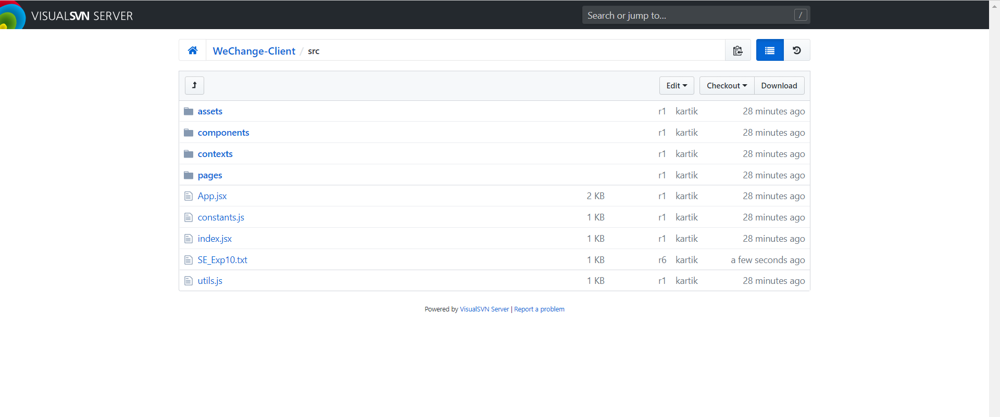 VISUALSVN SERVER
Search or jump to... /
WeChange-Client / src
Edit Checkout Download
assets r1 kartik 28 minutes ago
components r1 kartik 28 minutes ago
contexts r1 kartik 28 minutes ago
pages r1 kartik 28 minutes ago
App.jsx 2 KB r1 kartik 28 minutes ago
constants.js 1 KB r1 kartik 28 minutes ago
index.jsx 1 KB r1 kartik 28 minutes ago
SE_Exp10.txt 1 KB r6 kartik a few seconds ago
utils.js 1 KB r1 kartik 28 minutes ago
Powered by VisualSVN Server | Report a problem